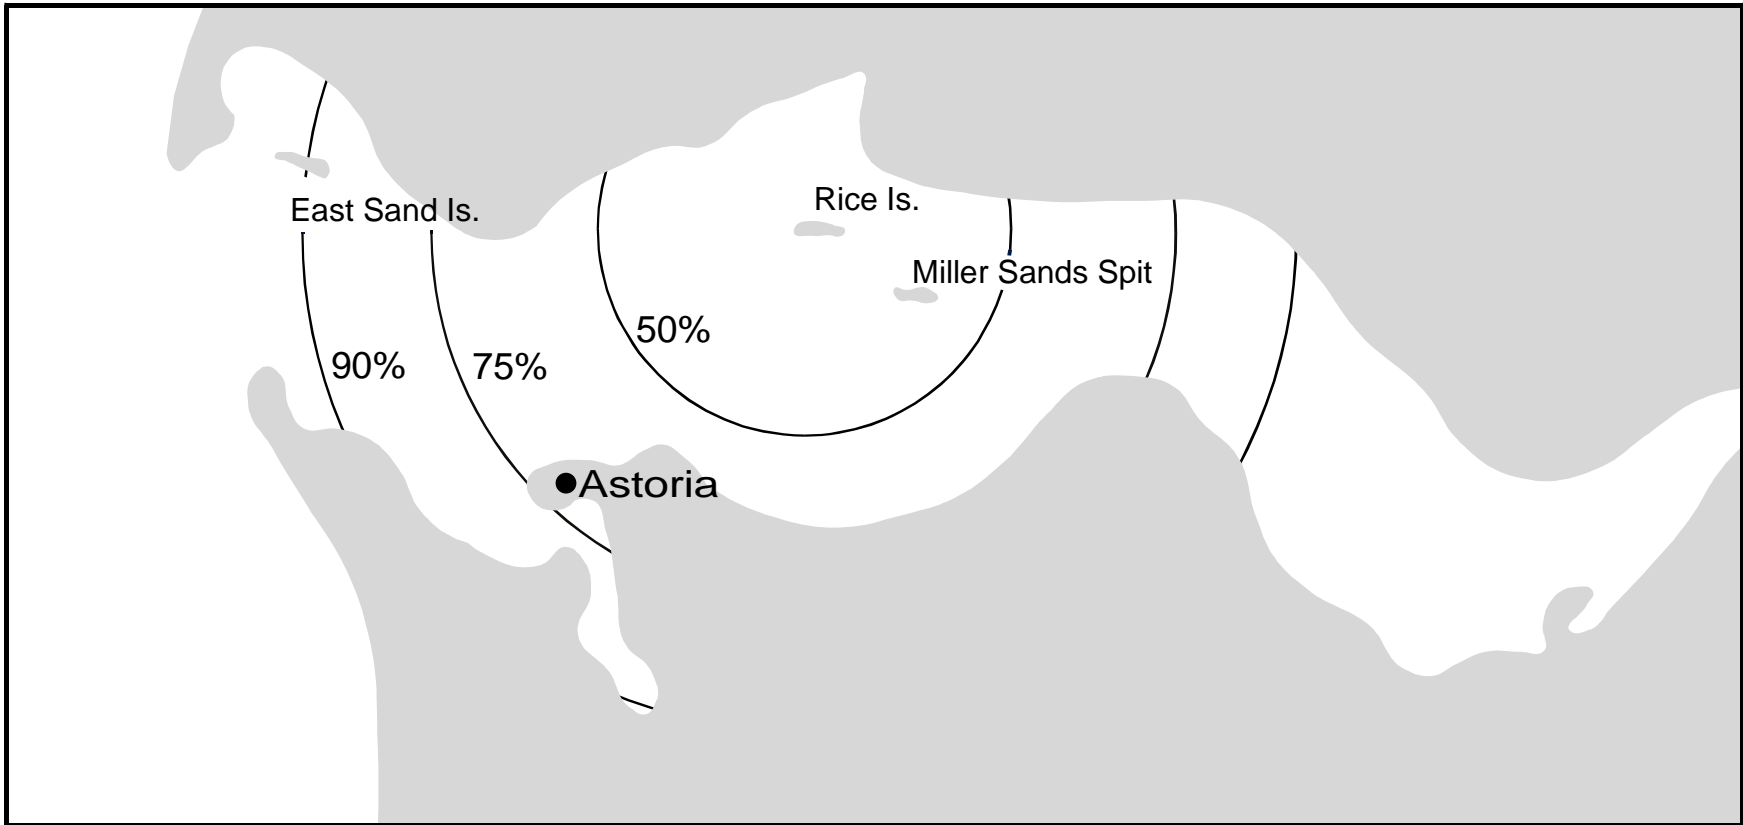 Rice Is.
East Sand Is.
Miller Sands Spit
50%
90%
75%
Astoria